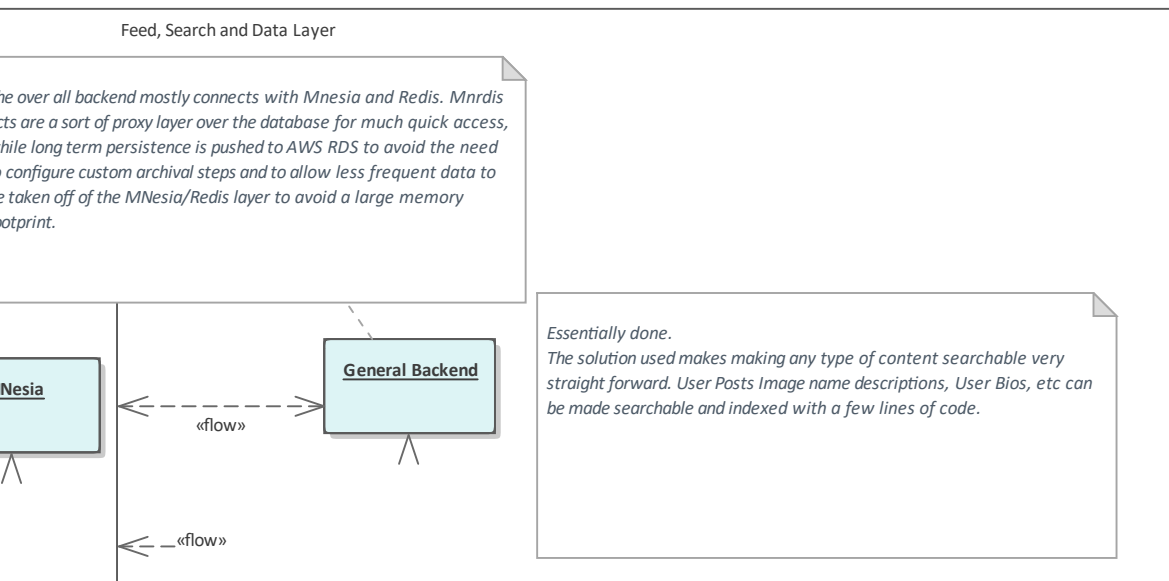 Feed, Search and Data Layer
he over all backend mostly connects with Mnesia and Redis. Mnrdis
cts are a sort of proxy layer over the database for much quick access,
hile long term persistence is pushed to AWS RDS to avoid the need
o configure custom archival steps and to allow less frequent data to
e taken off of the MNesia/Redis layer to avoid a large memory
ootprint.
Essentially done.
The solution used makes making any type of content searchable very
straight forward. User Posts Image name descriptions, User Bios, etc can
be made searchable and indexed with a few lines of code.
General Backend
Nesia
«flow»
«flow»